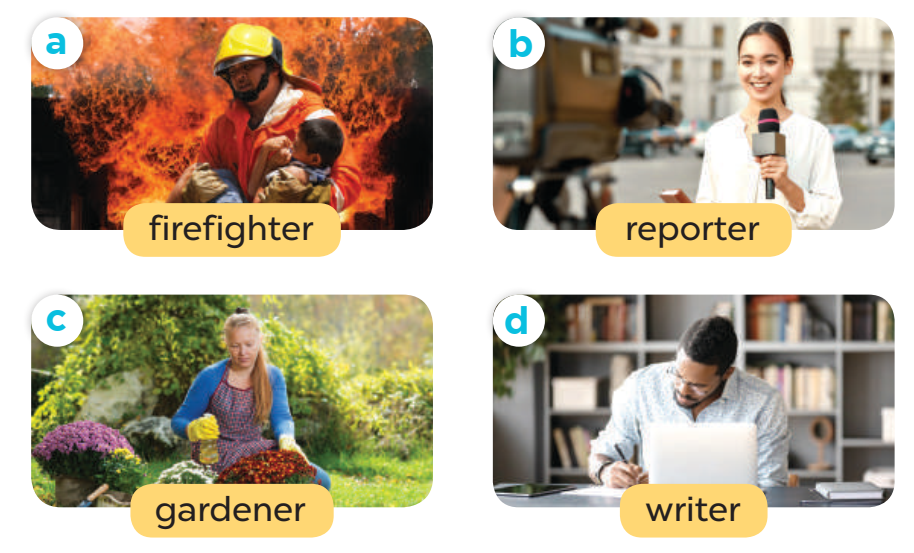 a
firefighter
b
reporter
c
gardener
d
writer